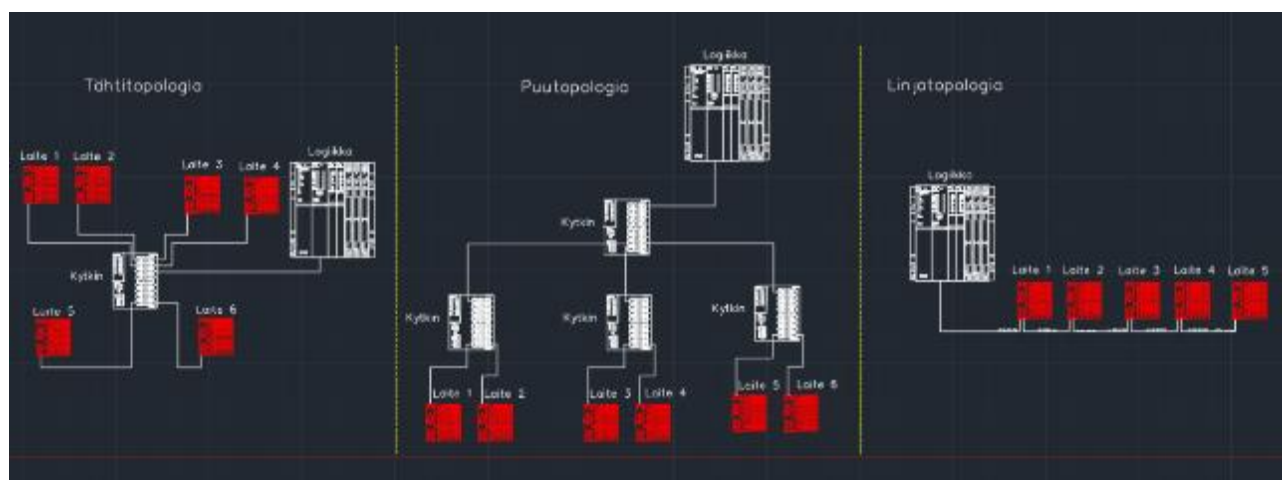 Tähtitopologia
Laite 1
Laite 2
Laite 3
Laite 4
Logiikka
Kytkin
Laite 5
Laite 6
Puutopologia
Logiikka
Kytkin
Kytkin
Kytkin
Kytkin
Laite 1
Laite 2
Laite 3
Laite 4
Laite 5
Laite 6
Linjatopologia
Logiikka
Laite 1
Laite 2
Laite 3
Laite 4
Laite 5